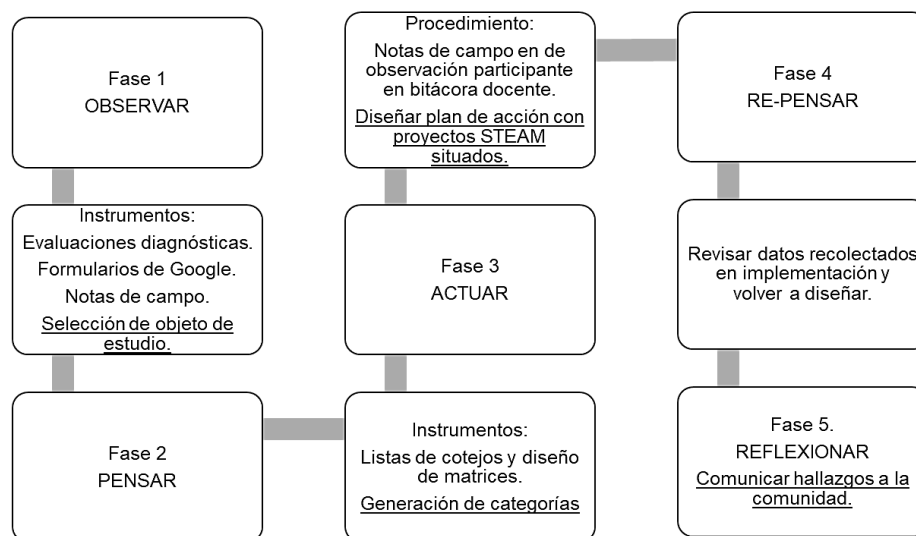 Fase 1
OBSERVAR
Instrumentos:
Evaluaciones diagnósticas.
Formularios de Google.
Notas de campo.
Selección de objeto de
estudio.
Fase 2
PENSAR
Instrumentos:
Listas de cotejos y diseño
de matrices.
Generación de categorías
Fase 3
ACTUAR
Procedimiento:
Notas de campo en de
observación participante
en bitácora docente.
Diseñar plan de acción con
proyectos STEAM
situados.
Fase 4
RE-PENSAR
Revisar datos recolectados
en implementación y
volver a diseñar.
Fase 5.
REFLEXIONAR
Comunicar hallazgos a la
comunidad.